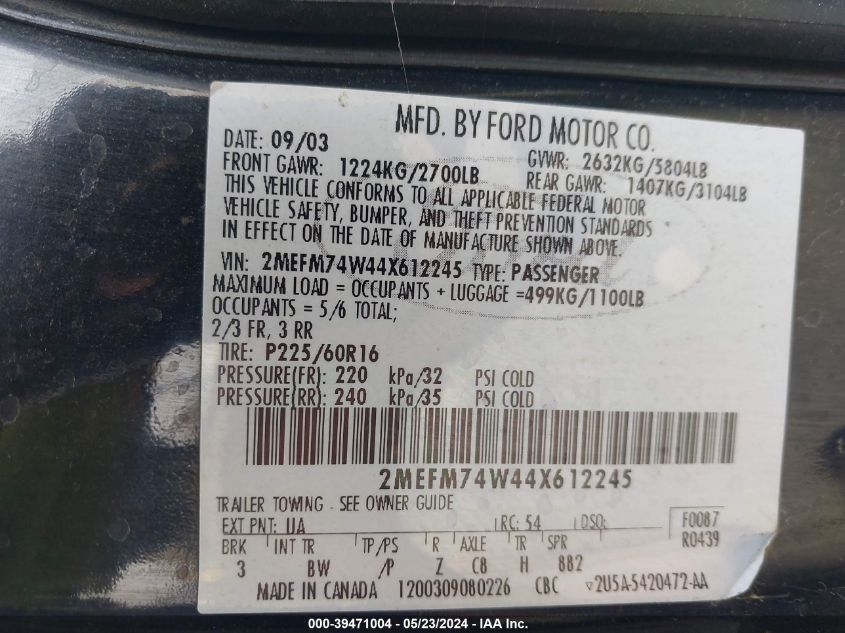 MFD. BY FORD MOTOR CO.
DATE: 09/03 GVWR: 2632KG/5804LB
FRONT GAWR: 1224KG/2700LB REAR GAWR: 1407KG/3104LB
THIS VEHICLE CONFORMS TO ALL APPLICABLE FEDERAL MOTOR
VEHICLE SAFETY, BUMPER, AND THEFT PREVENTION STANDARDS
IN EFFECT ON THE DATE OF MANUFACTURE SHOWN ABOVE.
VIN: 2MEFM74W44X612245 TYPE: PASSENGER
MAXIMUM LOAD = OCCUPANTS + LUGGAGE =499KG/1100LB
OCCUPANTS = 5/6 TOTAL;
2/3 FR, 3 RR
TIRE: P225/60R16
PRESSURE(FR): 220 kPa/32 PSI COLD
PRESSURE(RR): 240 kPa/35 PSI COLD
2MEFM74W44X612245
TRAILER TOWING - SEE OWNER GUIDE
EXT PNT: UA RC: 54 DSO: F0087
R0439
BRK INT TR TP/PS R AXLE TR SPR
3 BW /P Z C8 H 882
MADE IN CANADA 1200309080226 CBC ▽2U5A-5420472-AA
000-39471004 - 05/23/2024 - IAA Inc.